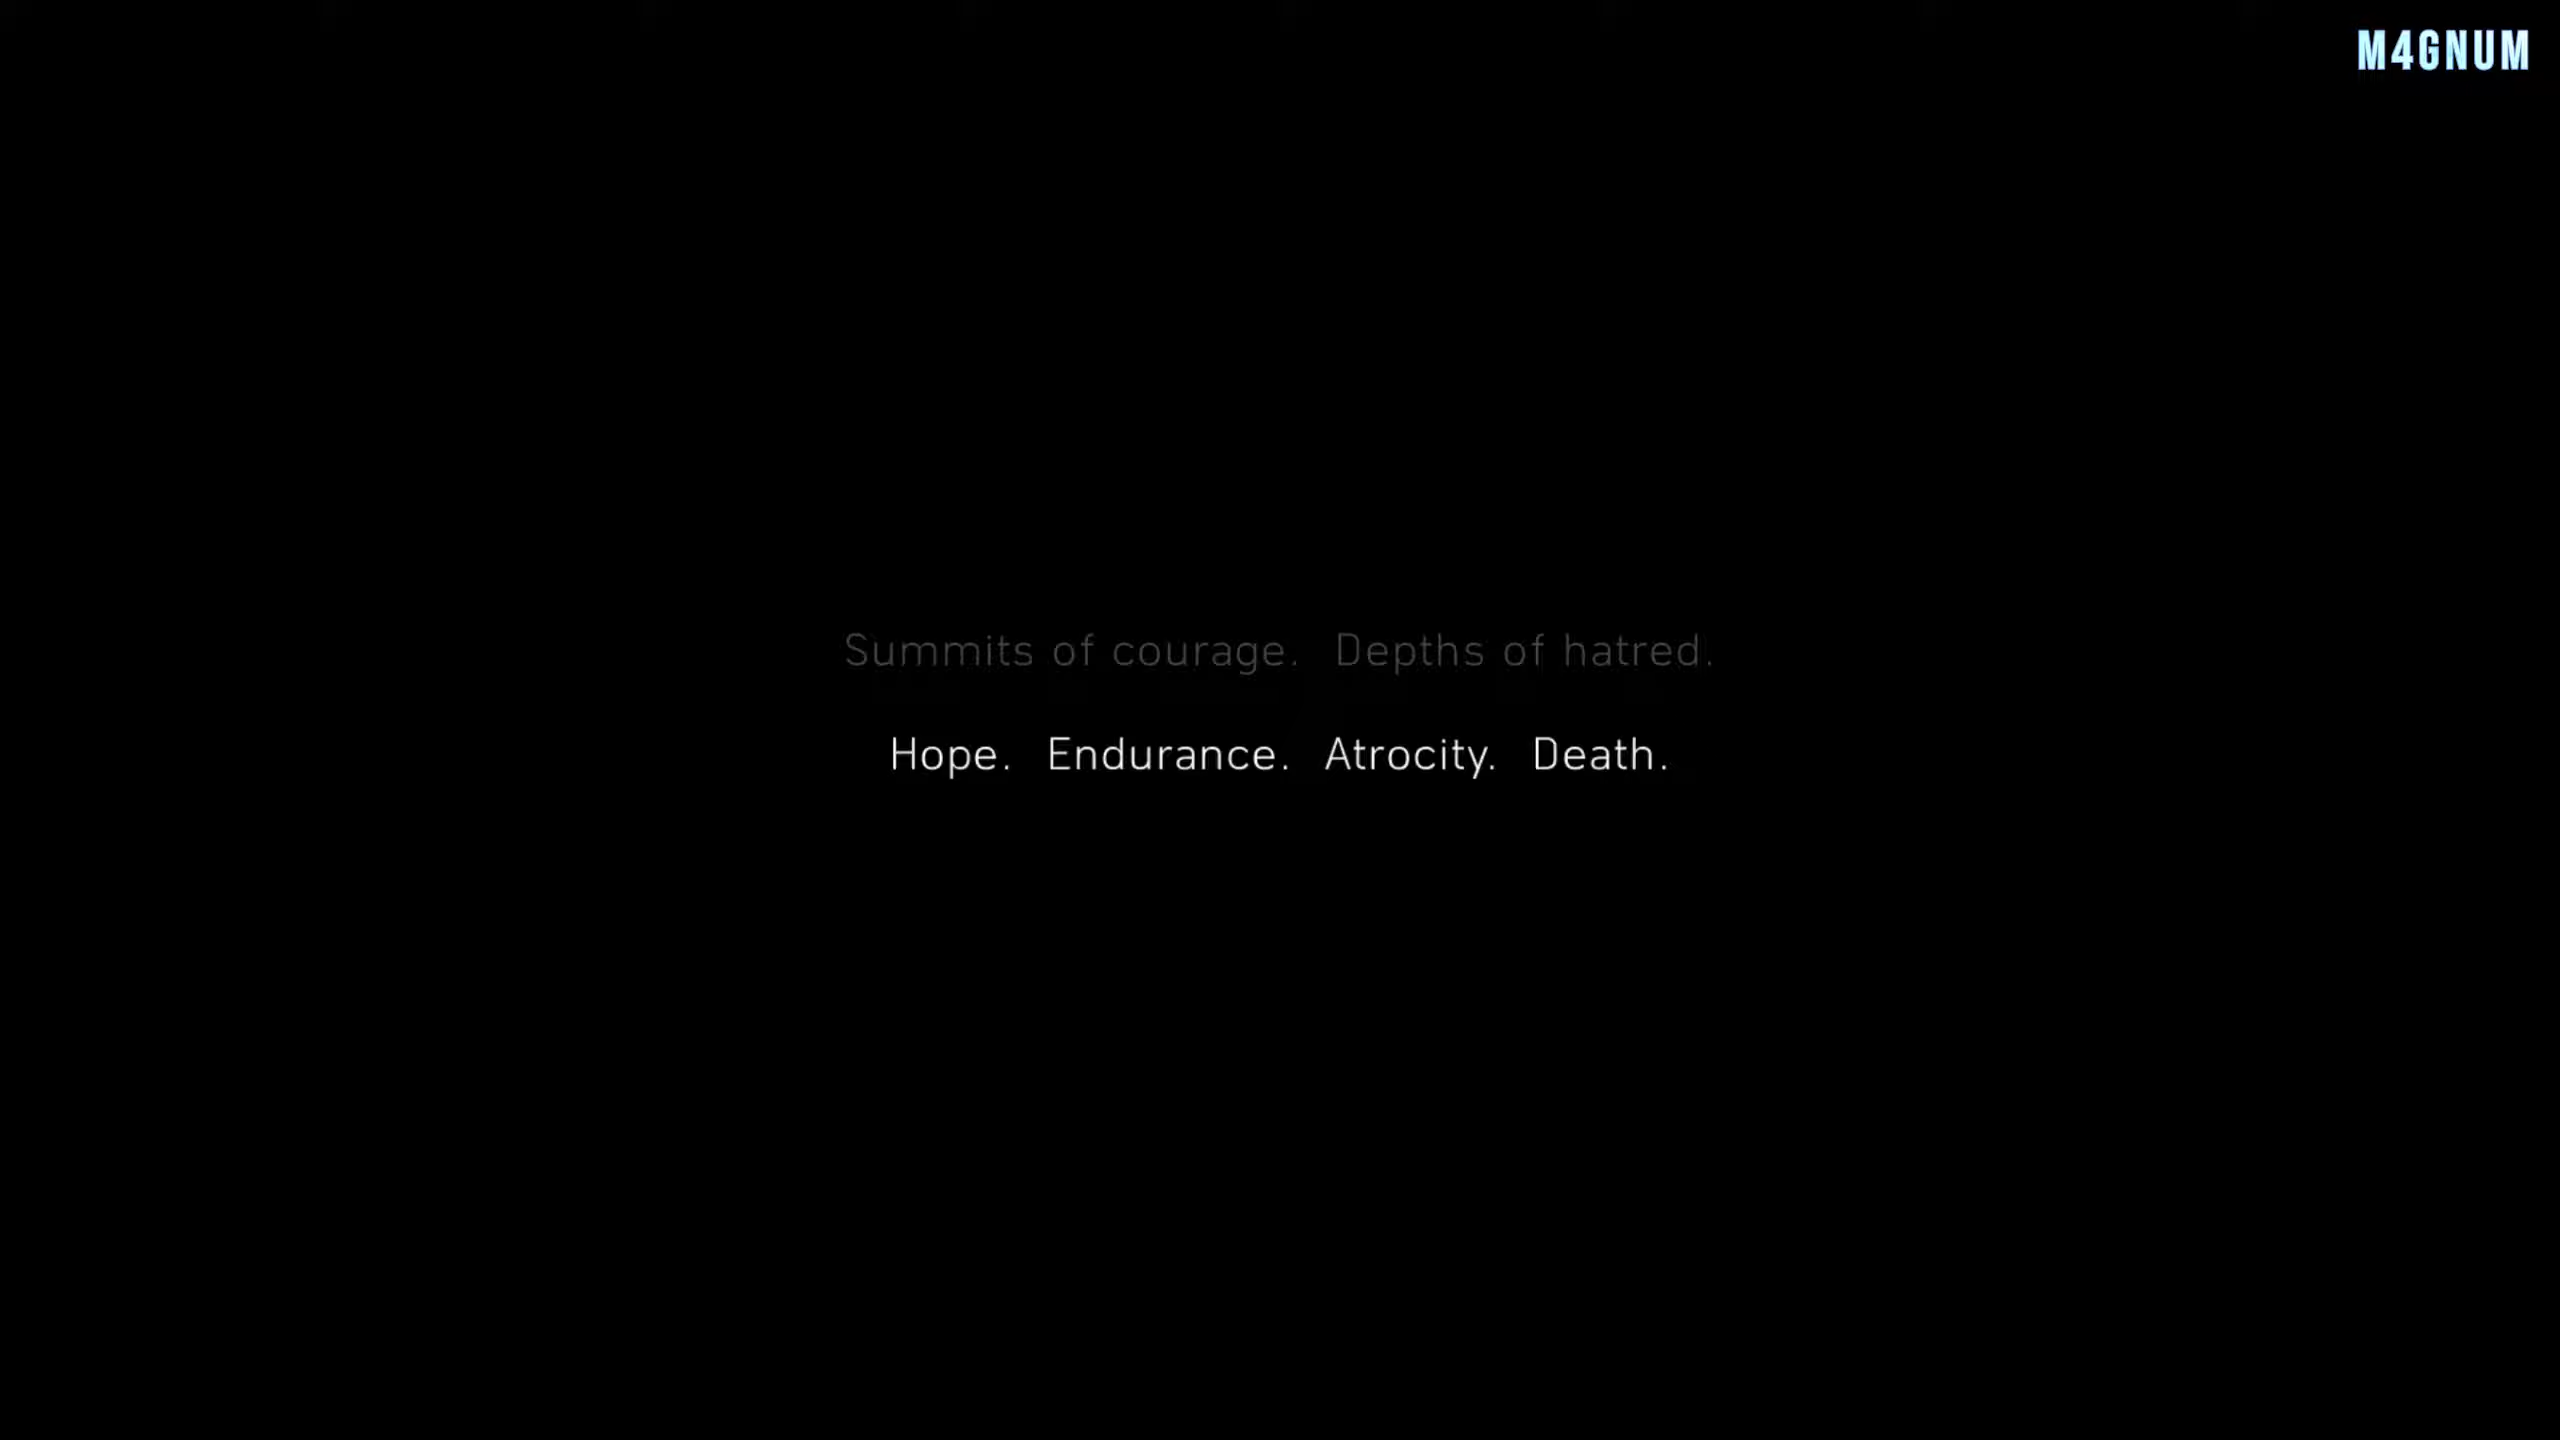 M4GNUM
Summits of courage. Depths of hatred.
Hope. Endurance. Atrocity. Death.